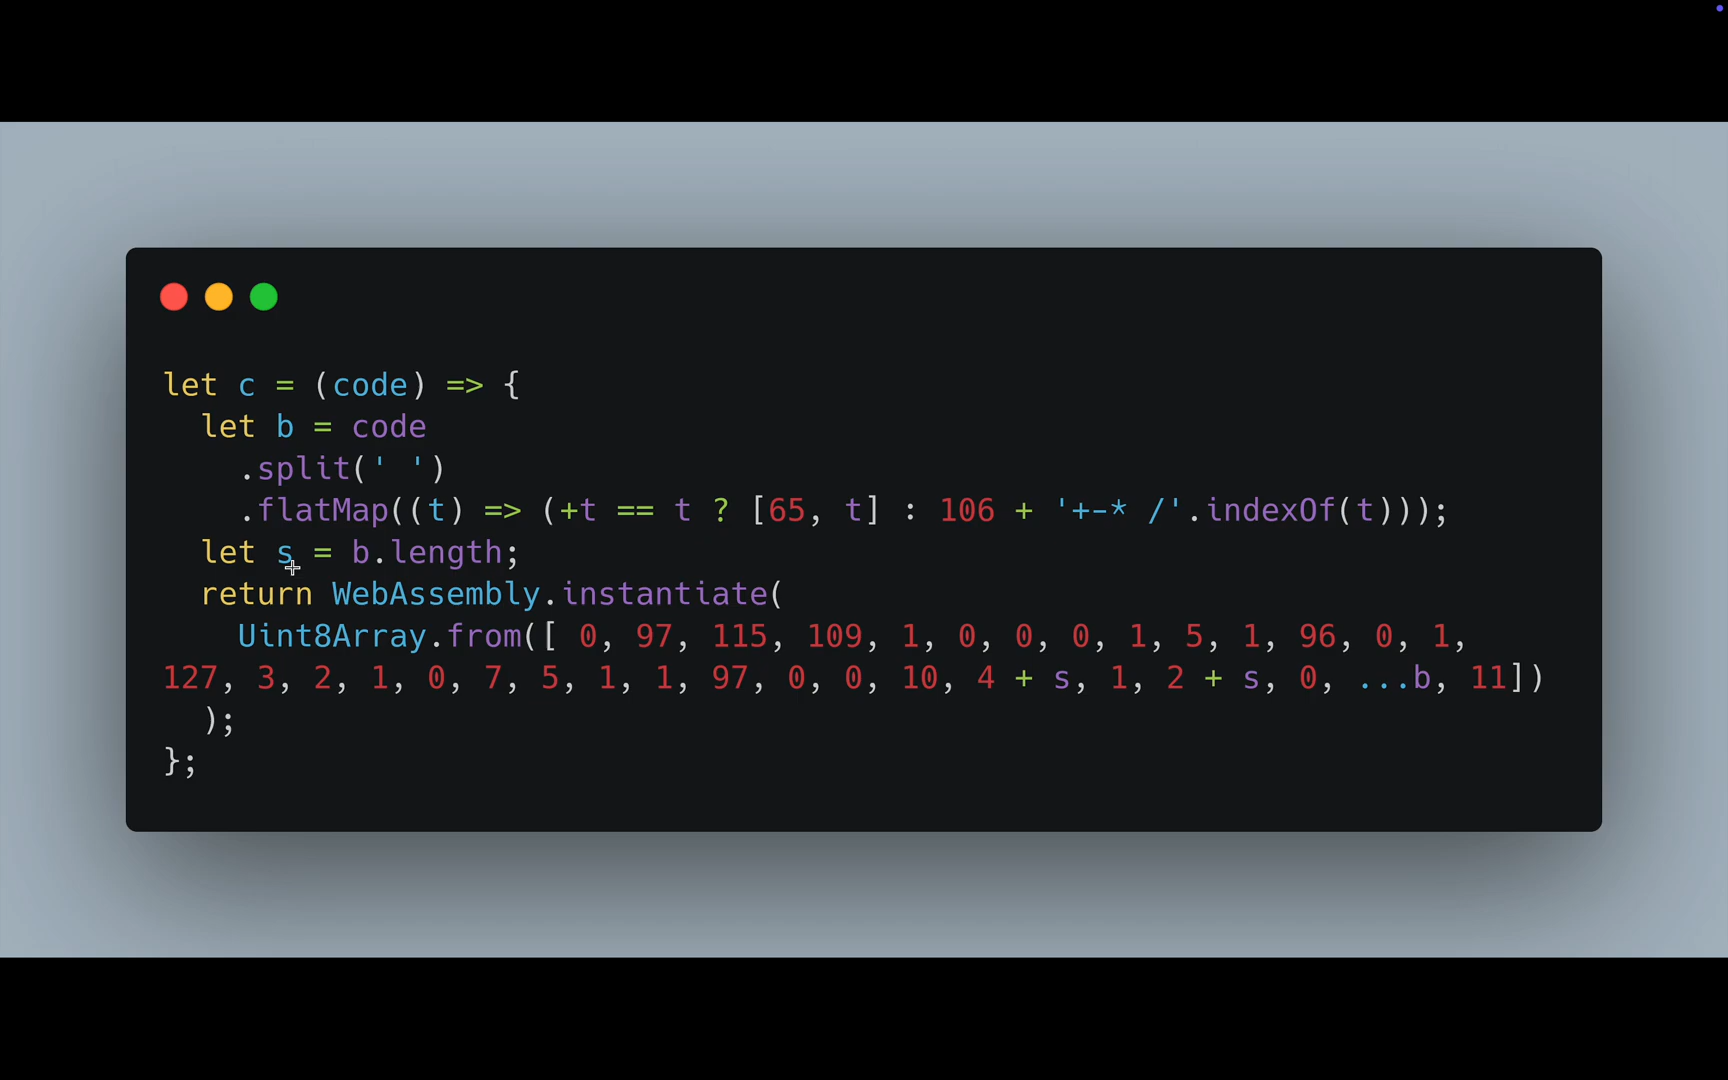 let c = (code) => {
let b = code
.split(' ')
.flatMap((t) => (+t == t ? [65, t] : 106 + '+-* /'.indexOf(t)));
let s = b.length;
return WebAssembly.instantiate(
Uint8Array.from([ 0, 97, 115, 109, 1, 0, 0, 0, 1, 5, 1, 96, 0, 1,
127, 3, 2, 1, 0, 7, 5, 1, 1, 97, 0, 0, 10, 4 + s, 1, 2 + s, 0, ...b, 11])
);
};